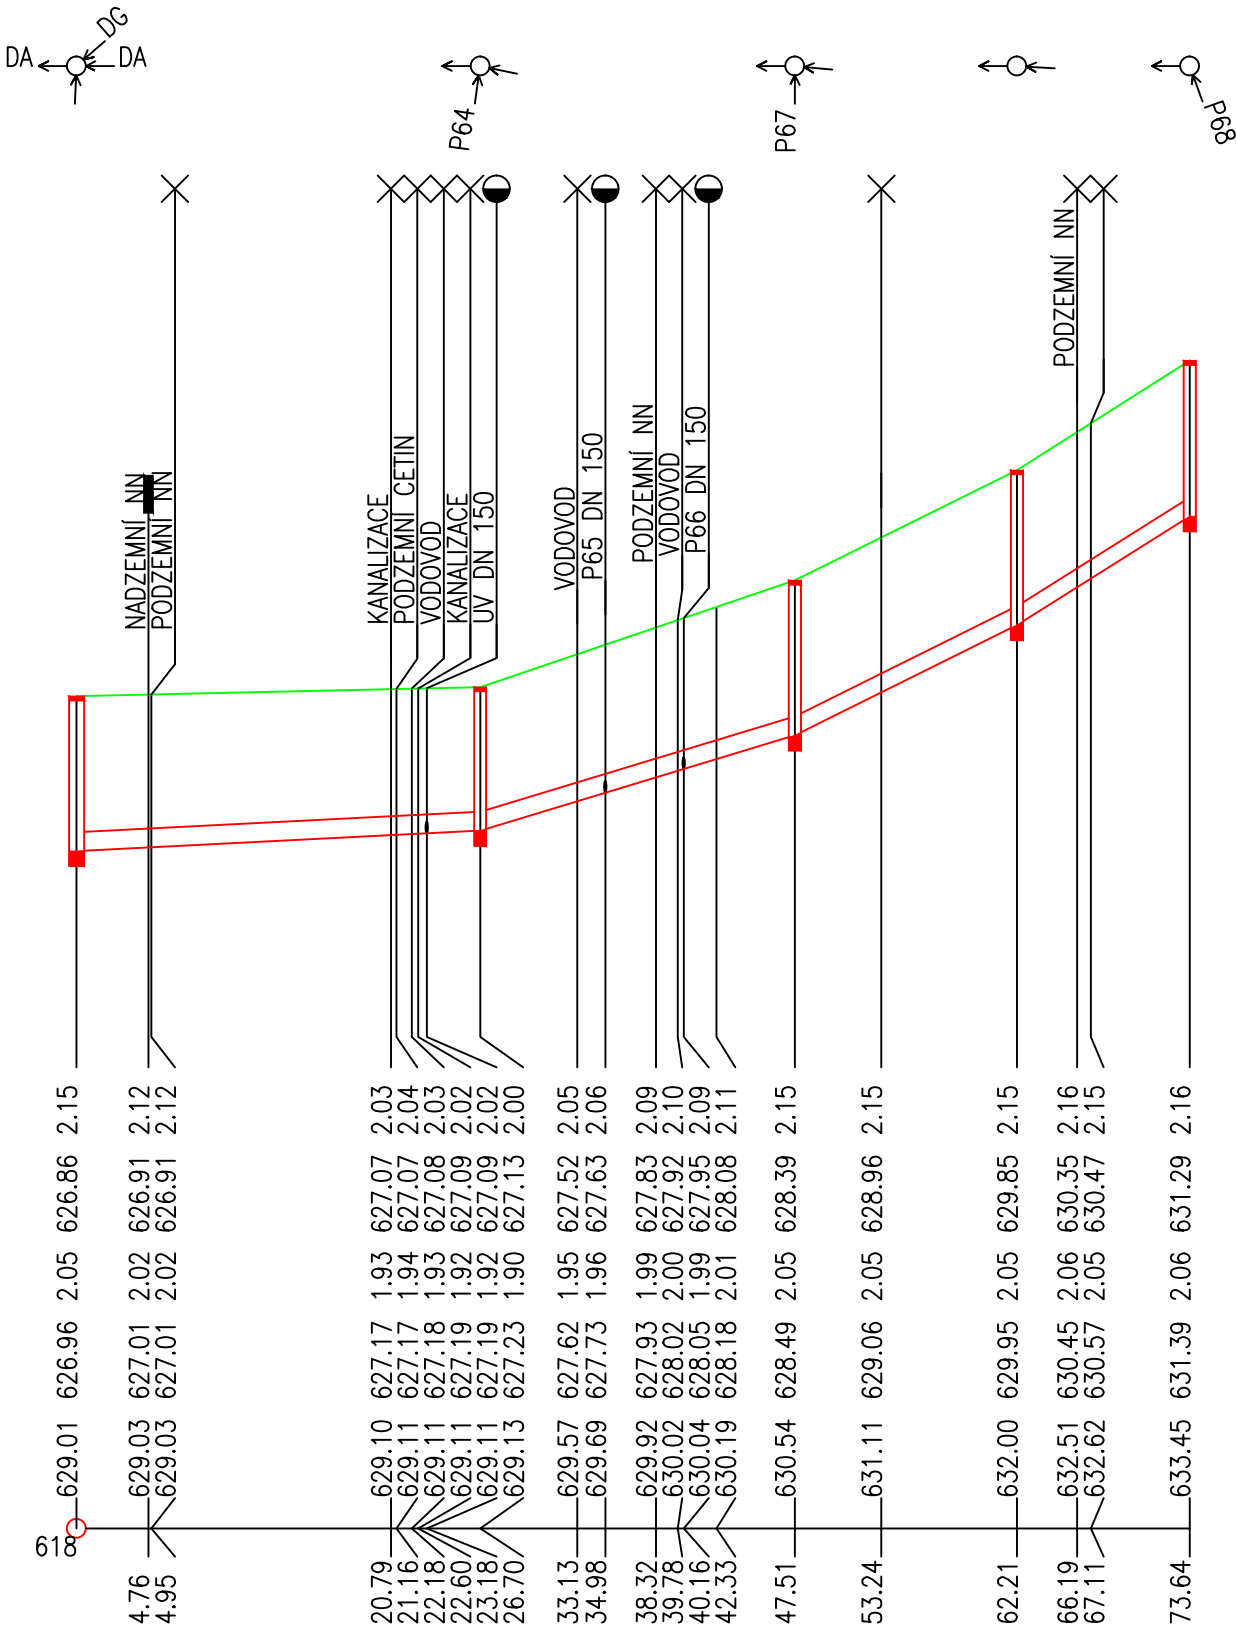 DA
DG
DA
P64
P67
P68
NADZEMNÍ NN
PODZEMNÍ NN
KANALIZACE
PODZEMNÍ CETIN
VODOVOD
KANALIZACE
UV DN 150
VODOVOD
P65 DN 150
PODZEMNÍ NN
VODOVOD
P66 DN 150
PODZEMNÍ NN
629.01 626.96 2.05 626.86 2.15
4.76 629.03 627.01 2.02 626.91 2.12
4.95 629.03 627.01 2.02 626.91 2.12
20.79 629.10 627.17 1.93 627.07 2.03
21.16 629.11 627.17 1.94 627.07 2.04
22.18 629.11 627.18 1.93 627.08 2.03
22.60 629.11 627.19 1.92 627.09 2.02
23.18 629.11 627.19 1.92 627.09 2.02
26.70 629.13 627.23 1.90 627.13 2.00
33.13 629.57 627.62 1.95 627.52 2.05
34.98 629.69 627.73 1.96 627.63 2.06
38.32 629.92 627.93 1.99 627.83 2.09
39.78 630.02 628.02 2.00 627.92 2.10
40.16 630.04 628.05 1.99 627.95 2.09
42.33 630.19 628.18 2.01 628.08 2.11
47.51 630.54 628.49 2.05 628.39 2.15
53.24 631.11 629.06 2.05 628.96 2.15
62.21 632.00 629.95 2.05 629.85 2.15
66.19 632.51 630.45 2.06 630.35 2.16
67.11 632.62 630.57 2.05 630.47 2.15
73.64 633.45 631.39 2.06 631.29 2.16
618